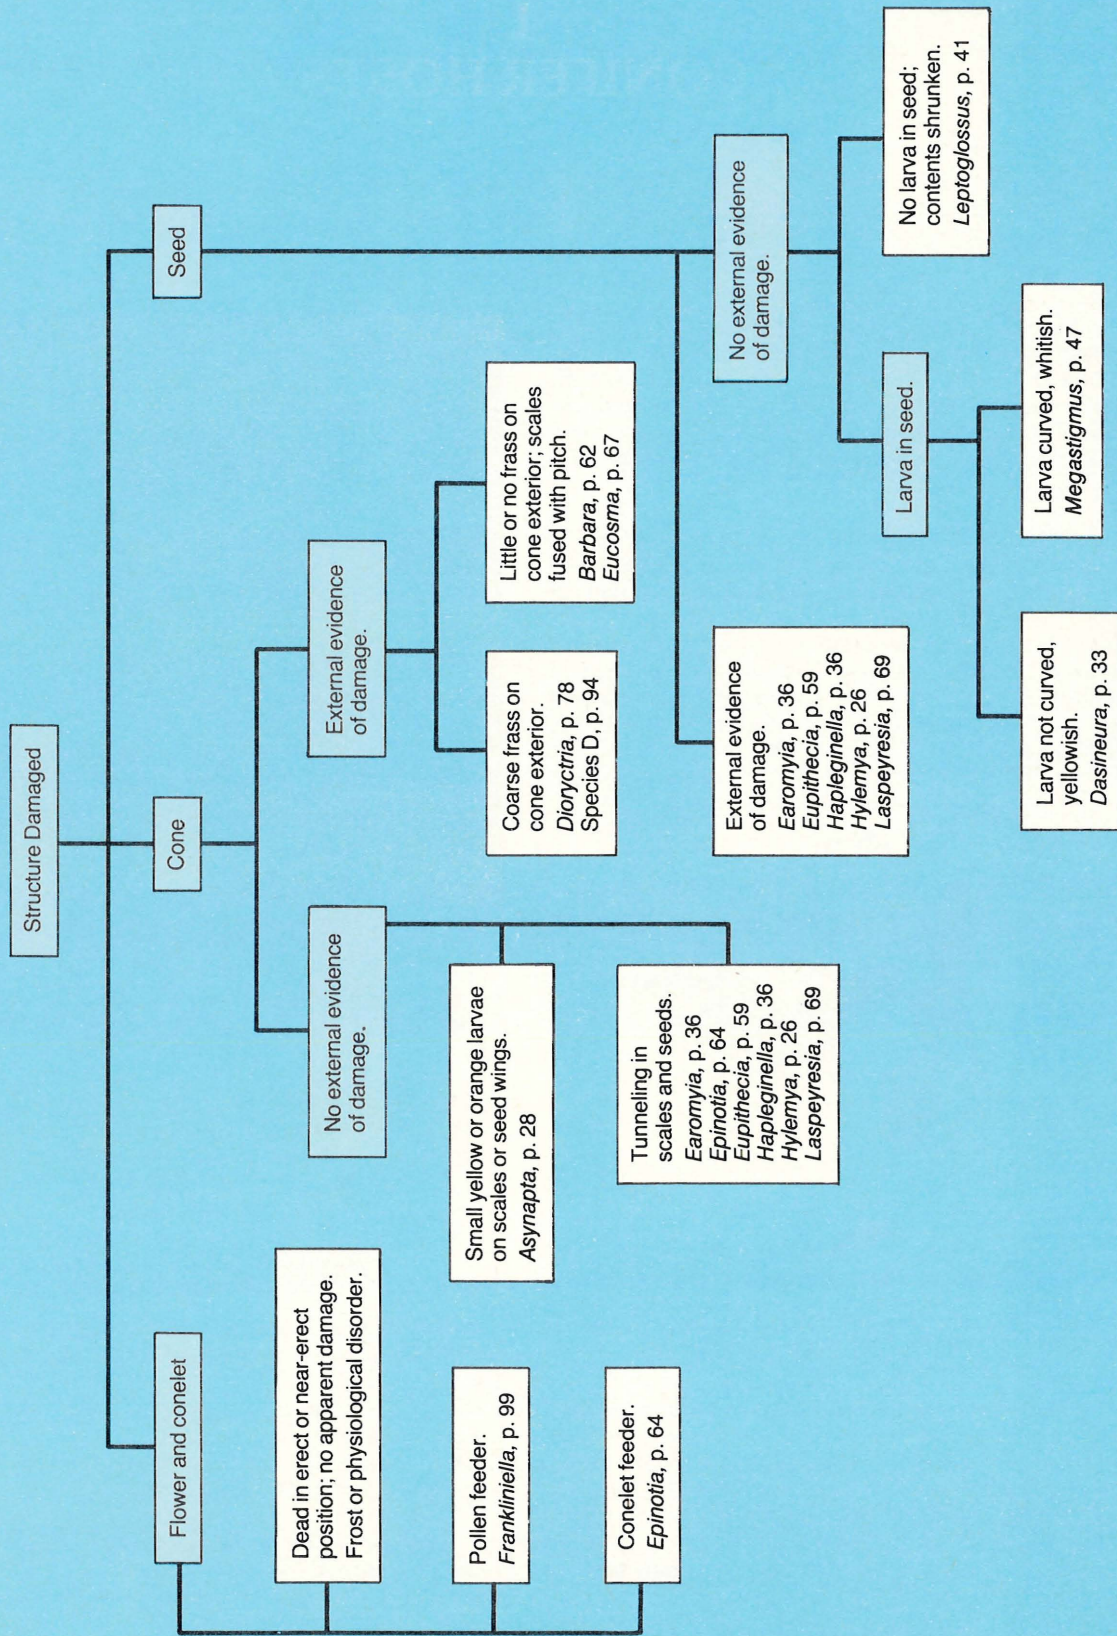 Structure Damaged
Flower and conelet
Dead in erect or near-erect
position; no apparent damage.
Frost or physiological disorder.
Pollen feeder.
Frankliniella, p. 99
Conelet feeder.
Epinotia, p. 64
Cone
No external evidence
of damage.
Small yellow or orange larvae
on scales or seed wings.
Asynapta, p. 28
Tunneling in
scales and seeds.
Earomyia, p. 36
Epinotia, p. 64
Eupithecia, p. 59
Hapleginella, p. 36
Hylemya, p. 26
Laspeyresia, p. 69
External evidence
of damage.
Coarse frass on
cone exterior.
Dioryctria, p. 78
Species D, p. 94
Little or no frass on
cone exterior; scales
fused with pitch.
Barbara, p. 62
Eucosma, p. 67
Seed
External evidence
of damage.
Earomyia, p. 36
Eupithecia, p. 59
Hapleginella, p. 36
Hylemya, p. 26
Laspeyresia, p. 69
No external evidence
of damage.
Larva in seed.
Larva not curved,
yellowish.
Dasineura, p. 33
Larva curved, whitish.
Megastigmus, p. 47
No larva in seed;
contents shrunken.
Leptoglossus, p. 41